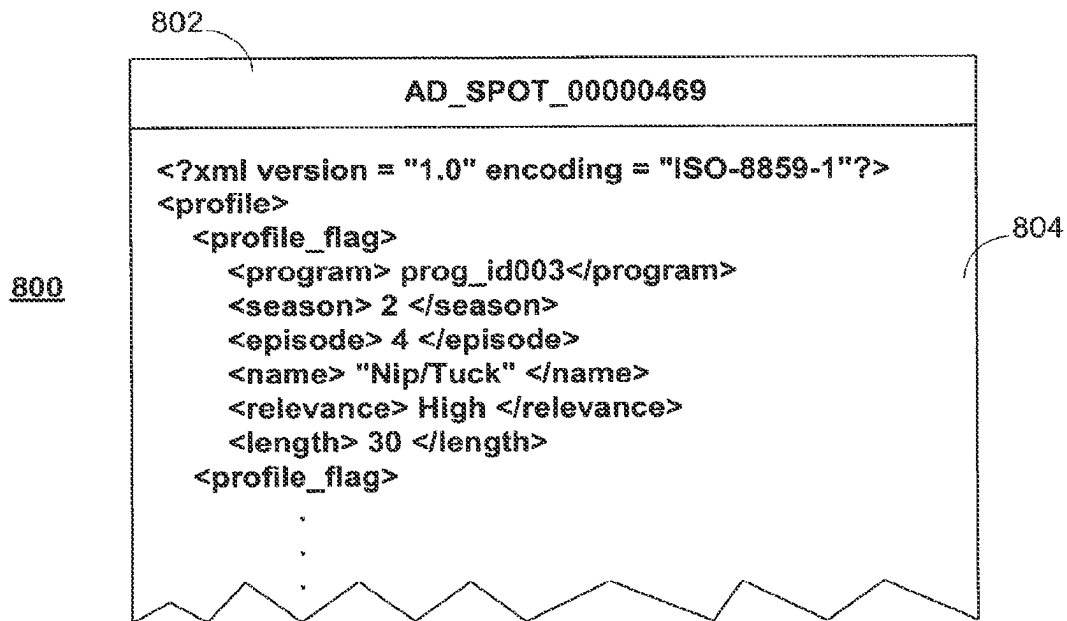 802
AD_SPOT_00000469
<?xml version = "1.0" encoding = "ISO-8859-1"?>
<profile>
<profile_flag>
804
<program> prog_id003</program>
800
<season> 2 </season>
<episode> 4 </episode>
<name> "Nip/Tuck" </name>
<relevance> High </relevance>
<length> 30 </length>
<profile_flag>